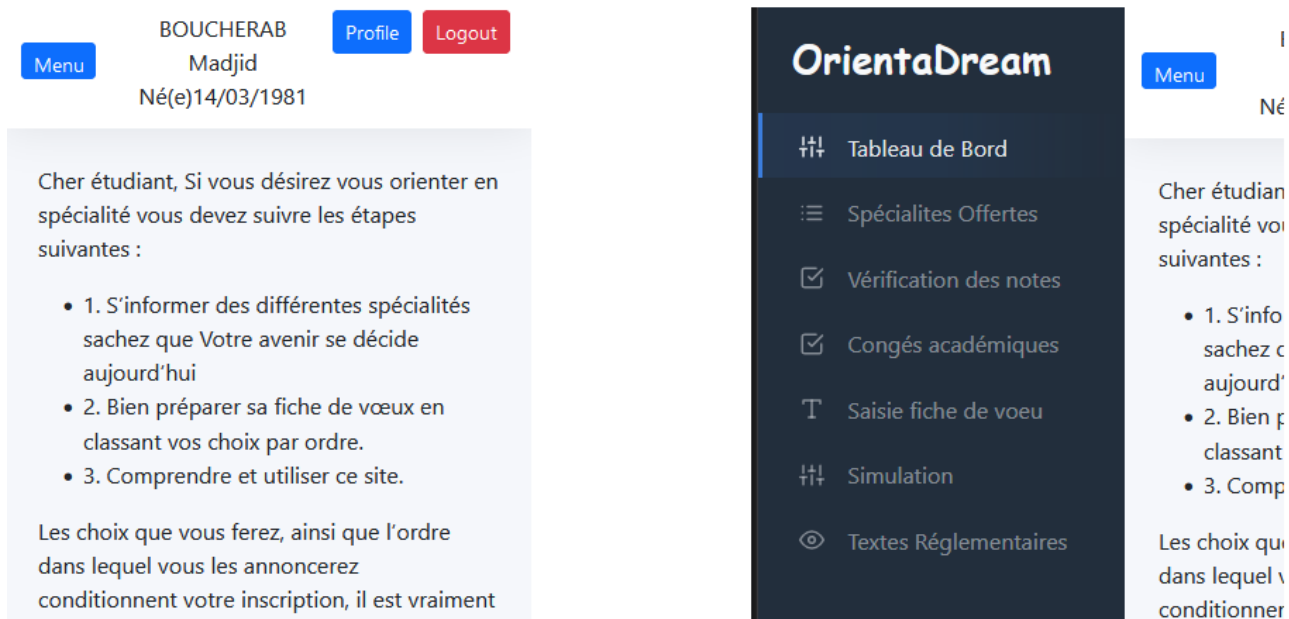 BOUCHERAB
Madjid
Né(e)14/03/1981
Menu
Profile
Logout
Cher étudiant, Si vous désirez vous orienter en
spécialité vous devez suivre les étapes
suivantes :
• 1. S’informer des différentes spécialités
sachez que Votre avenir se décide
aujourd’hui
• 2. Bien préparer sa fiche de vœux en
classant vos choix par ordre.
• 3. Comprendre et utiliser ce site.
Les choix que vous ferez, ainsi que l’ordre
dans lequel vous les annoncerez
conditionnent votre inscription, il est vraiment
OrientaDream
Tableau de Bord
Spécialites Offertes
Vérification des notes
Congés académiques
Saisie fiche de voeu
Simulation
Textes Réglementaires
Menu
Né
Cher étudian
spécialité vou
suivantes :
• 1. S’info
sachez
aujourd’
• 2. Bien
classant
• 3. Comp
Les choix que
dans lequel
conditionner